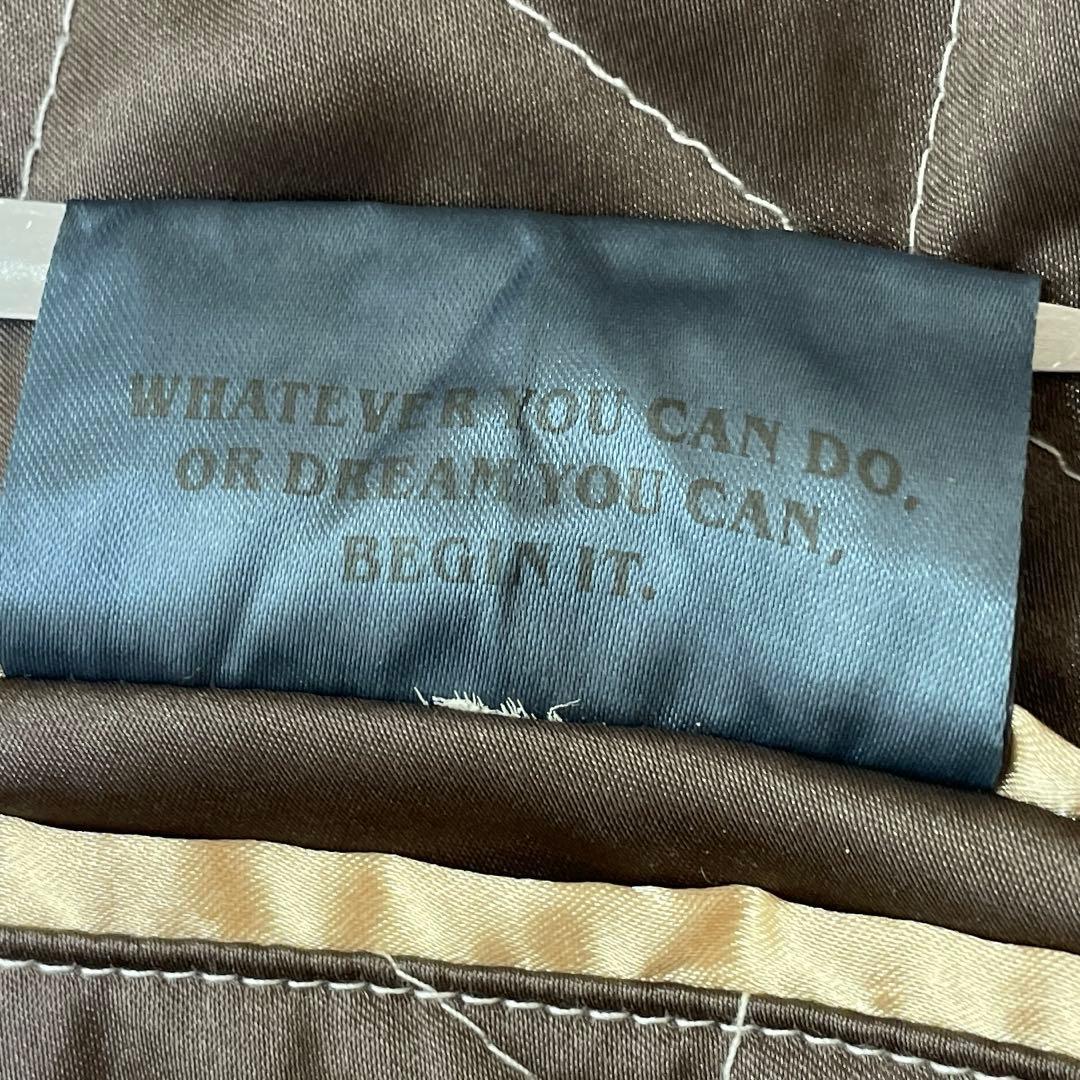 WHATEVER YOU CAN DO.
OR DREAM YOU CAN,
BEGIN IT.